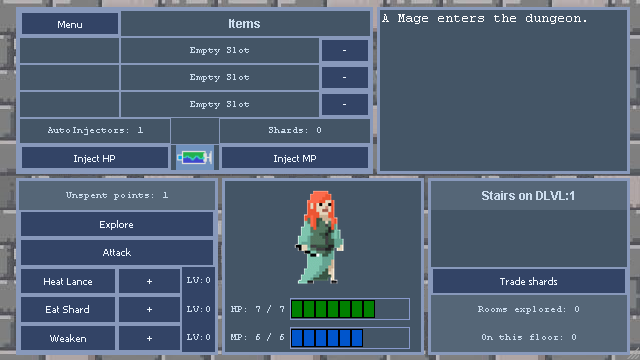 Menu
Items
Empty Slot -
Empty Slot -
Empty Slot -
AutoInjectors: 1
Shards: 0
Inject HP
Inject MP
A Mage enters the dungeon.
Unspent points: 1
Explore
Attack
Heat Lance + LV:0
Eat Shard + LV:0
Weaken + LV:0
HP: 7 / 7
MP: 6 / 6
Stairs on DLVL:1
Trade shards
Rooms explored: 0
On this floor: 0